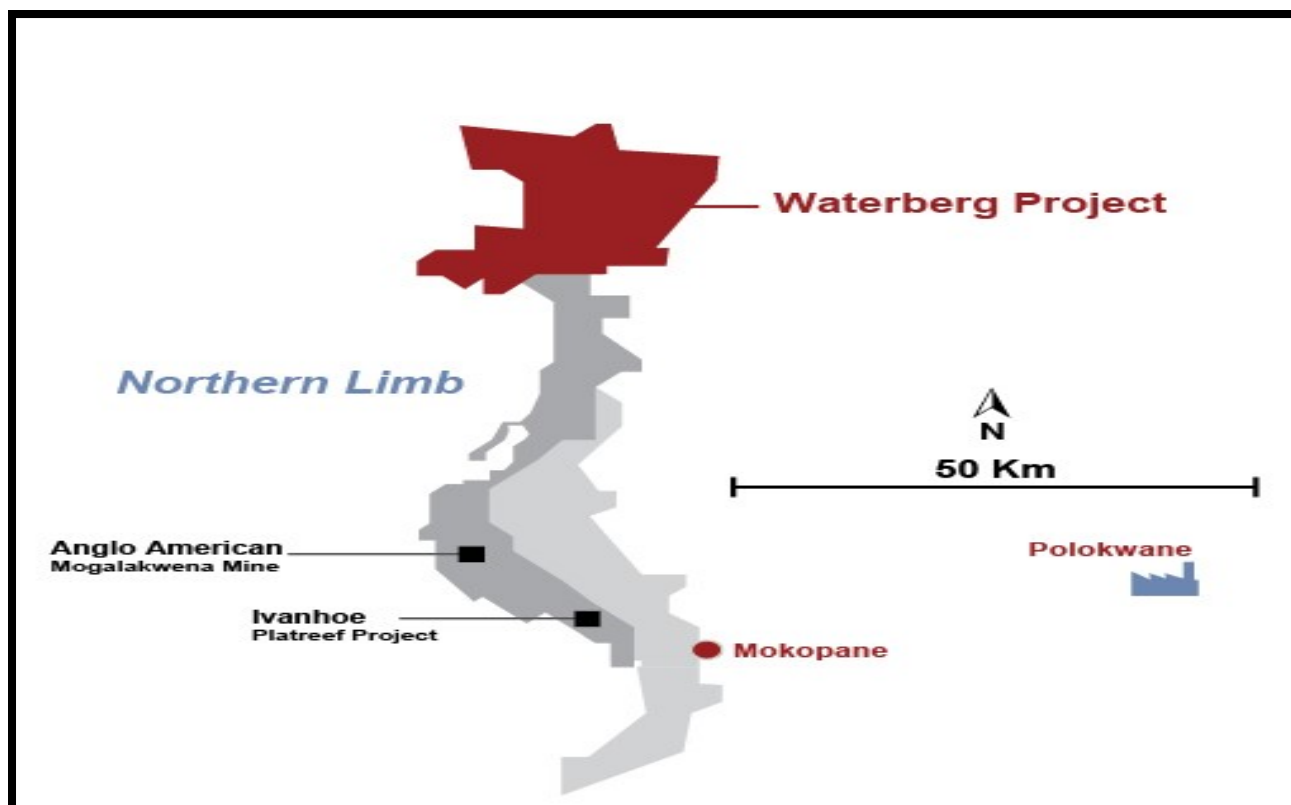 Waterberg Project
Northern Limb
N
50 Km
Anglo American
Mogalakwena Mine
Polokwane
Ivanhoe
Platreef Project
Mokopane